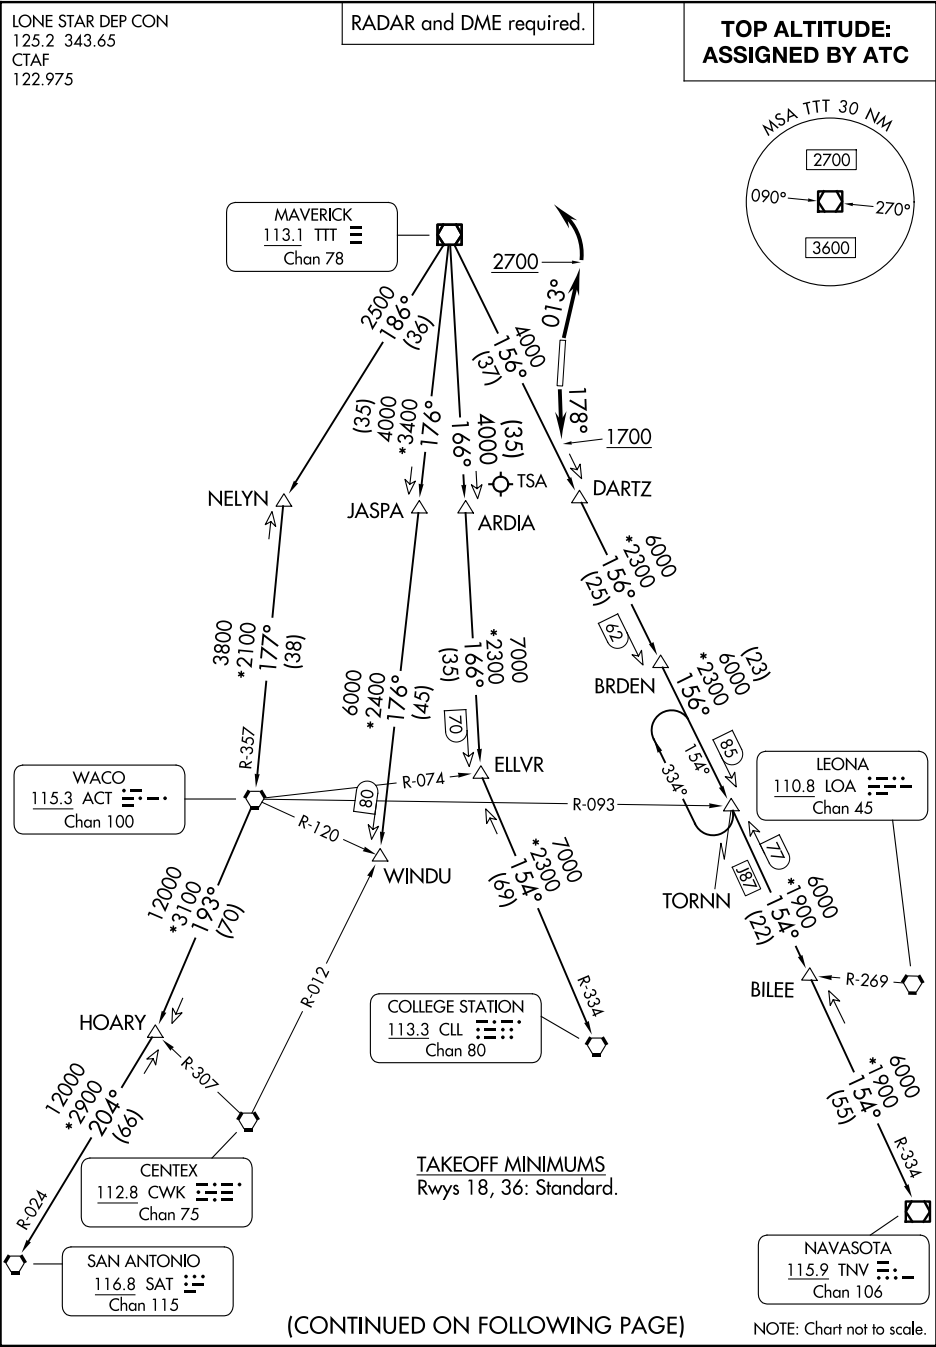 LONE STAR DEP CON
125.2 343.65
CTAF
122.975
RADAR and DME required.
TOP ALTITUDE:
ASSIGNED BY ATC
MSA TTT 30 NM
2700
090°
270°
3600
MAVERICK
113.1 TTT
Chan 78
2700
013°
178°
1700
2500
186°
(36)
(35)
4000
*3400
176°
166°
4000
(35)
4000
156°
(37)
TSA
NELYN
JASPA
ARDIA
DARTZ
3800
*2100
177°
(38)
6000
*2400
176°
(45)
7000
*2300
166°
(35)
6000
*2300
156°
(25)
62
BRDEN
(23)
6000
*2300
156°
70
85
154°
334°
R-357
WACO
115.3 ACT
Chan 100
R-074
ELLVR
R-093
80
R-120
WINDU
LEONA
110.8 LOA
Chan 45
77
J87
TORNN
12000
*3100
193°
(70)
7000
*2300
154°
(69)
6000
*1900
154°
(22)
R-012
R-334
BILEE
R-269
COLLEGE STATION
113.3 CLL
Chan 80
HOARY
R-307
12000
*2900
204°
(66)
6000
*1900
154°
(55)
R-334
CENTEX
112.8 CWK
Chan 75
TAKEOFF MINIMUMS
Rwys 18, 36: Standard.
R-024
SAN ANTONIO
116.8 SAT
Chan 115
NAVASOTA
115.9 TNV
Chan 106
(CONTINUED ON FOLLOWING PAGE)
NOTE: Chart not to scale.